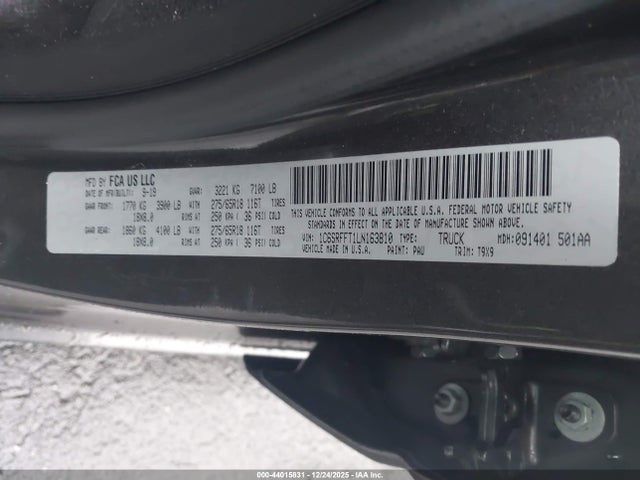 MFD BY FCA US LLC
DATE OF MFR 9-19 GVWR: 3221 KG 7100 LB
GAWR FRONT: 1770 KG 3900 LB WITH 275/65R18 116T TIRES
18X8.0 RIMS AT 250 KPA ( 36 PSI) COLD
GAWR REAR: 1860 KG 4100 LB WITH 275/65R18 116T TIRES
18X8.0 RIMS AT 250 KPA ( 36 PSI) COLD
THIS VEHICLE CONFORMS TO ALL APPLICABLE U.S.A. FEDERAL MOTOR VEHICLE SAFETY
STANDARDS IN EFFECT ON THE DATE OF MANUFACTURE SHOWN ABOVE.
VIN: 1C6SRFFT1LN163810 TYPE: TRUCK MDH: 091401 501AA
VEHICLE MADE IN U.S.A. PAINT: PAU TRIM: T9X9
000-44015831 - 12/24/2025 - IAA Inc.